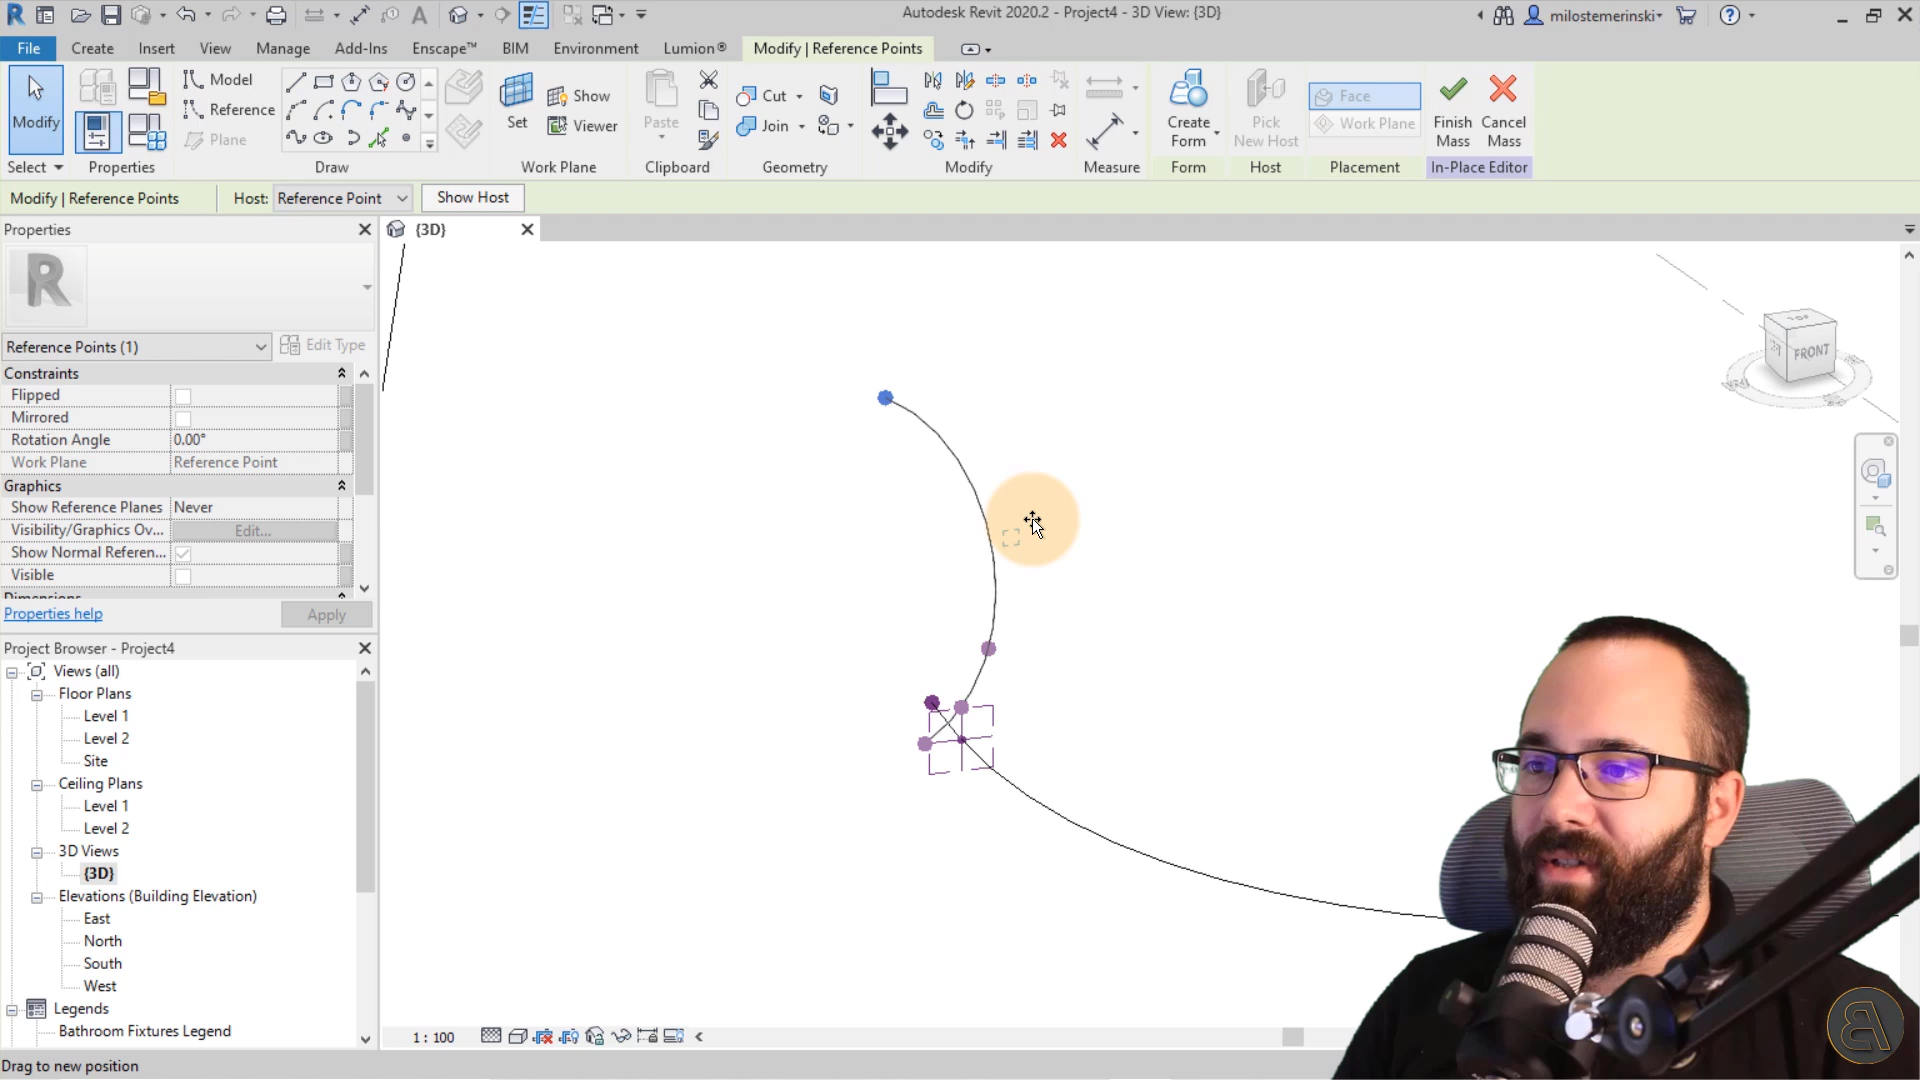 Autodesk Revit 2020.2 - Project4 - 3D View: {3D}
milostemerinski
File
Create
Insert
View
Manage
Add-Ins
Enscape™
BIM
Environment
Lumion®
Modify | Reference Points
Modify
Model
Reference
Plane
Set
Show
Viewer
Paste
Cut
Join
Create Form
Pick New Host
Face
Work Plane
Finish Mass
Cancel Mass
Select
Properties
Draw
Work Plane
Clipboard
Geometry
Modify
Measure
Form
Host
Placement
In-Place Editor
Modify | Reference Points
Host:
Reference Point
Show Host
Properties
{3D}
R
Reference Points (1)
Edit Type
Constraints
Flipped
Mirrored
Rotation Angle 0.00°
Work Plane Reference Point
Graphics
Show Reference Planes Never
Visibility/Graphics Ov... Edit...
Show Normal Referen...
Visible
Properties help
Apply
Project Browser - Project4
Views (all)
Floor Plans
Level 1
Level 2
Site
Ceiling Plans
Level 1
Level 2
3D Views
{3D}
Elevations (Building Elevation)
East
North
South
West
Legends
Bathroom Fixtures Legend
TOP
FRONT
1 : 100
Drag to new position